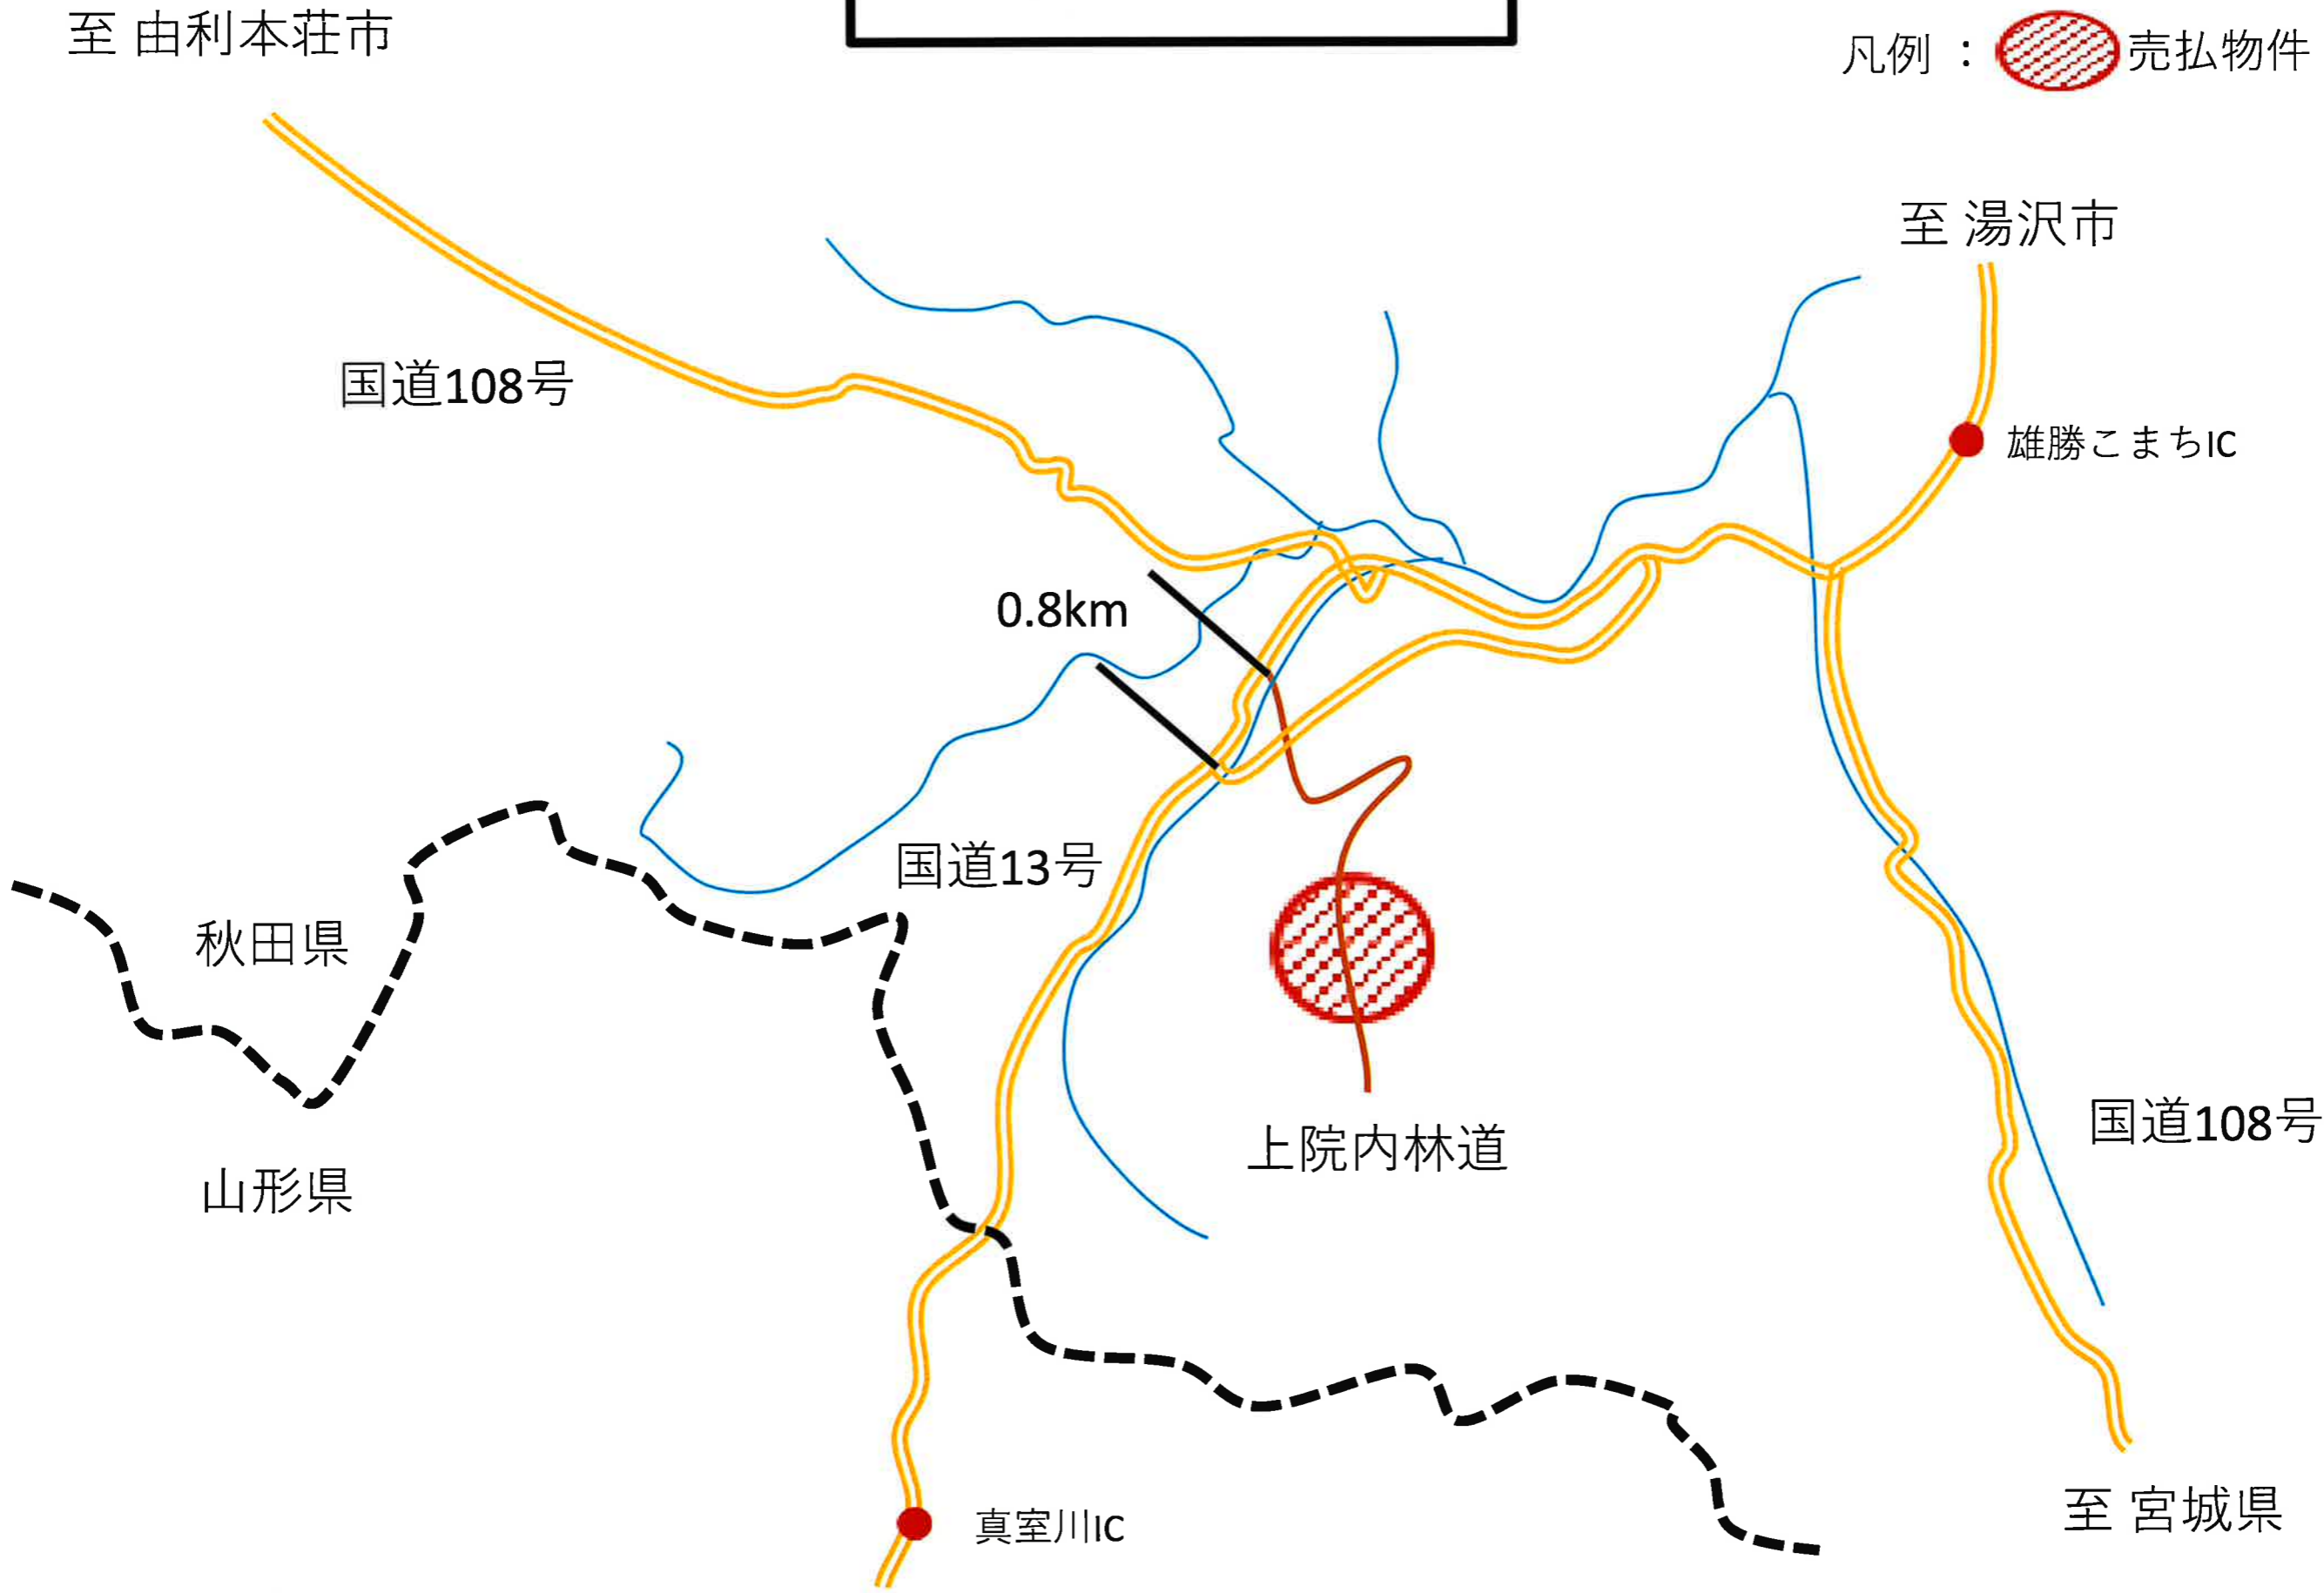 至 由利本荘市
凡例 : 売払物件
至 湯沢市
国道108号
雄勝こまちIC
0.8km
国道13号
秋田県
国道108号
上院内林道
山形県
至 宮城県
真室川IC